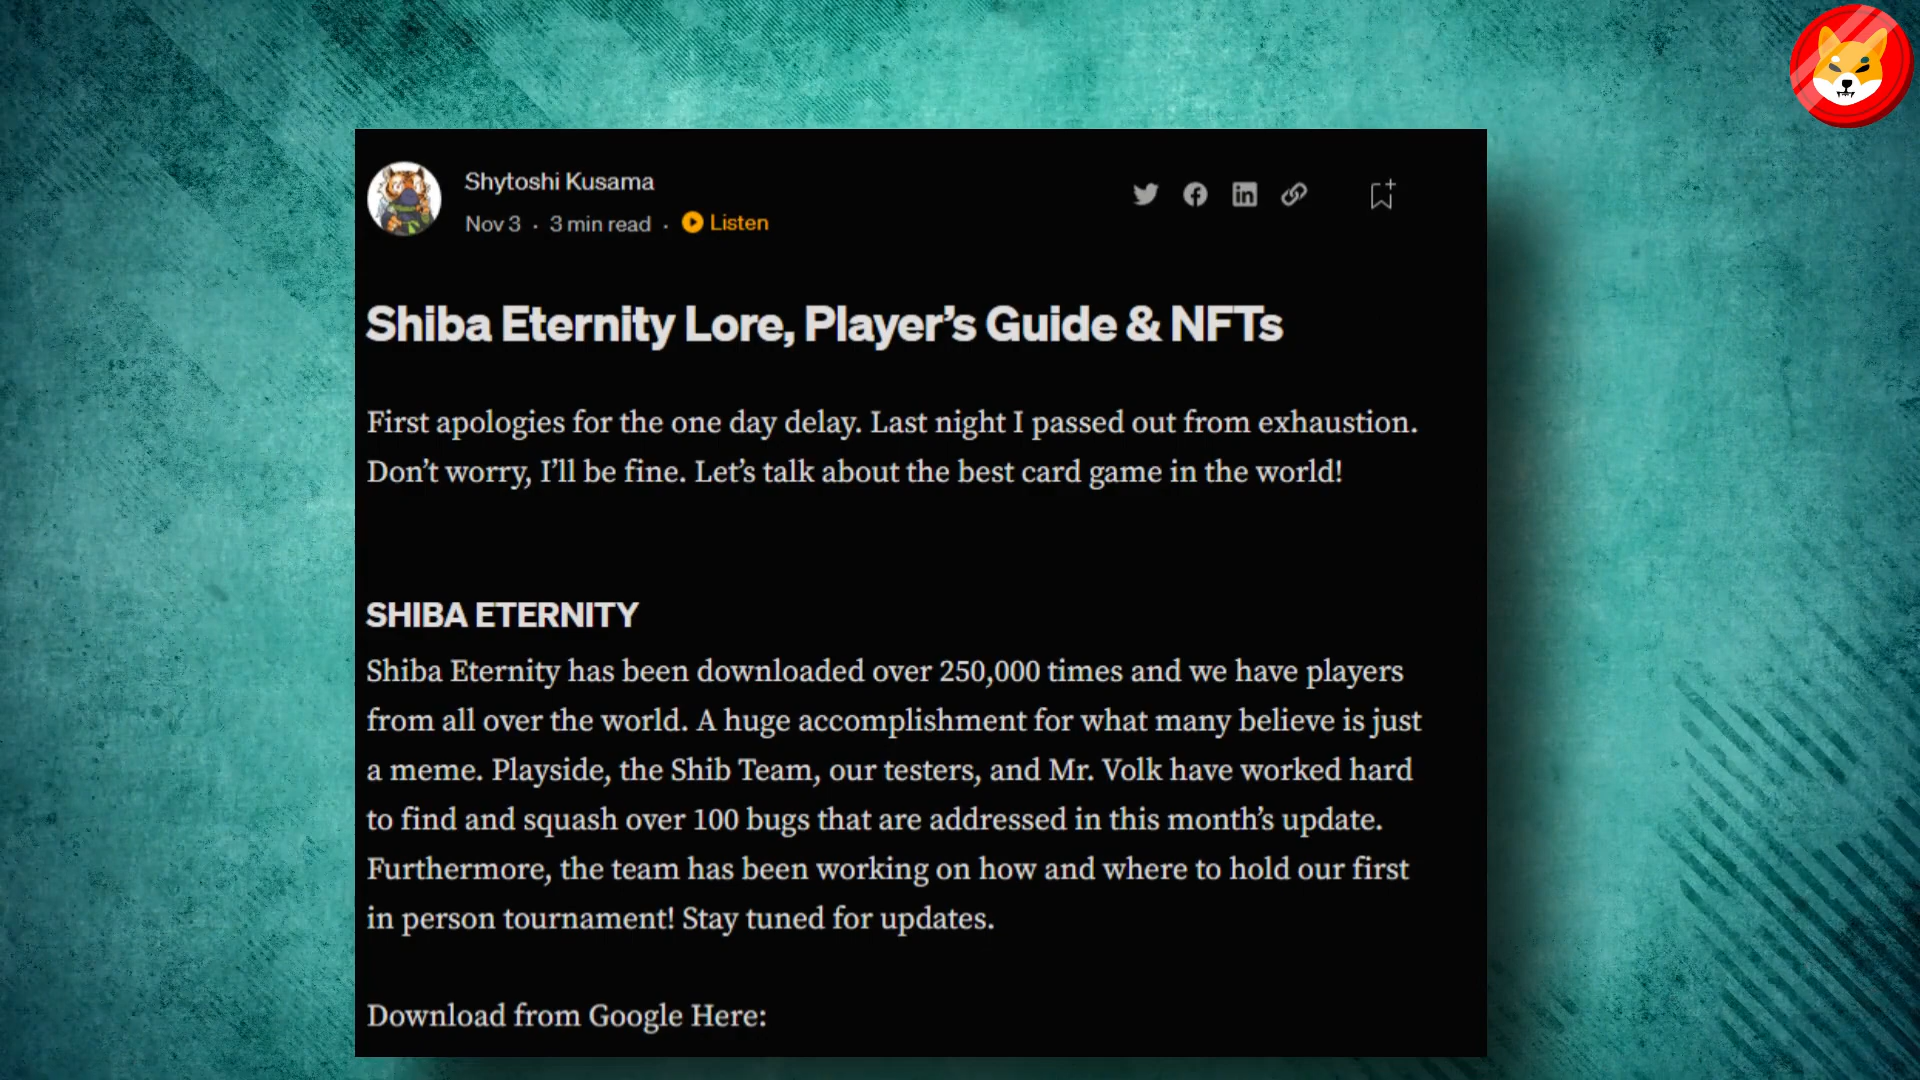 Shytoshi Kusama
Nov 3 · 3 min read · Listen
Shiba Eternity Lore, Player’s Guide & NFTs
First apologies for the one day delay. Last night I passed out from exhaustion.
Don’t worry, I’ll be fine. Let’s talk about the best card game in the world!
SHIBA ETERNITY
Shiba Eternity has been downloaded over 250,000 times and we have players
from all over the world. A huge accomplishment for what many believe is just
a meme. Playside, the Shib Team, our testers, and Mr. Volk have worked hard
to find and squash over 100 bugs that are addressed in this month’s update.
Furthermore, the team has been working on how and where to hold our first
in person tournament! Stay tuned for updates.
Download from Google Here: